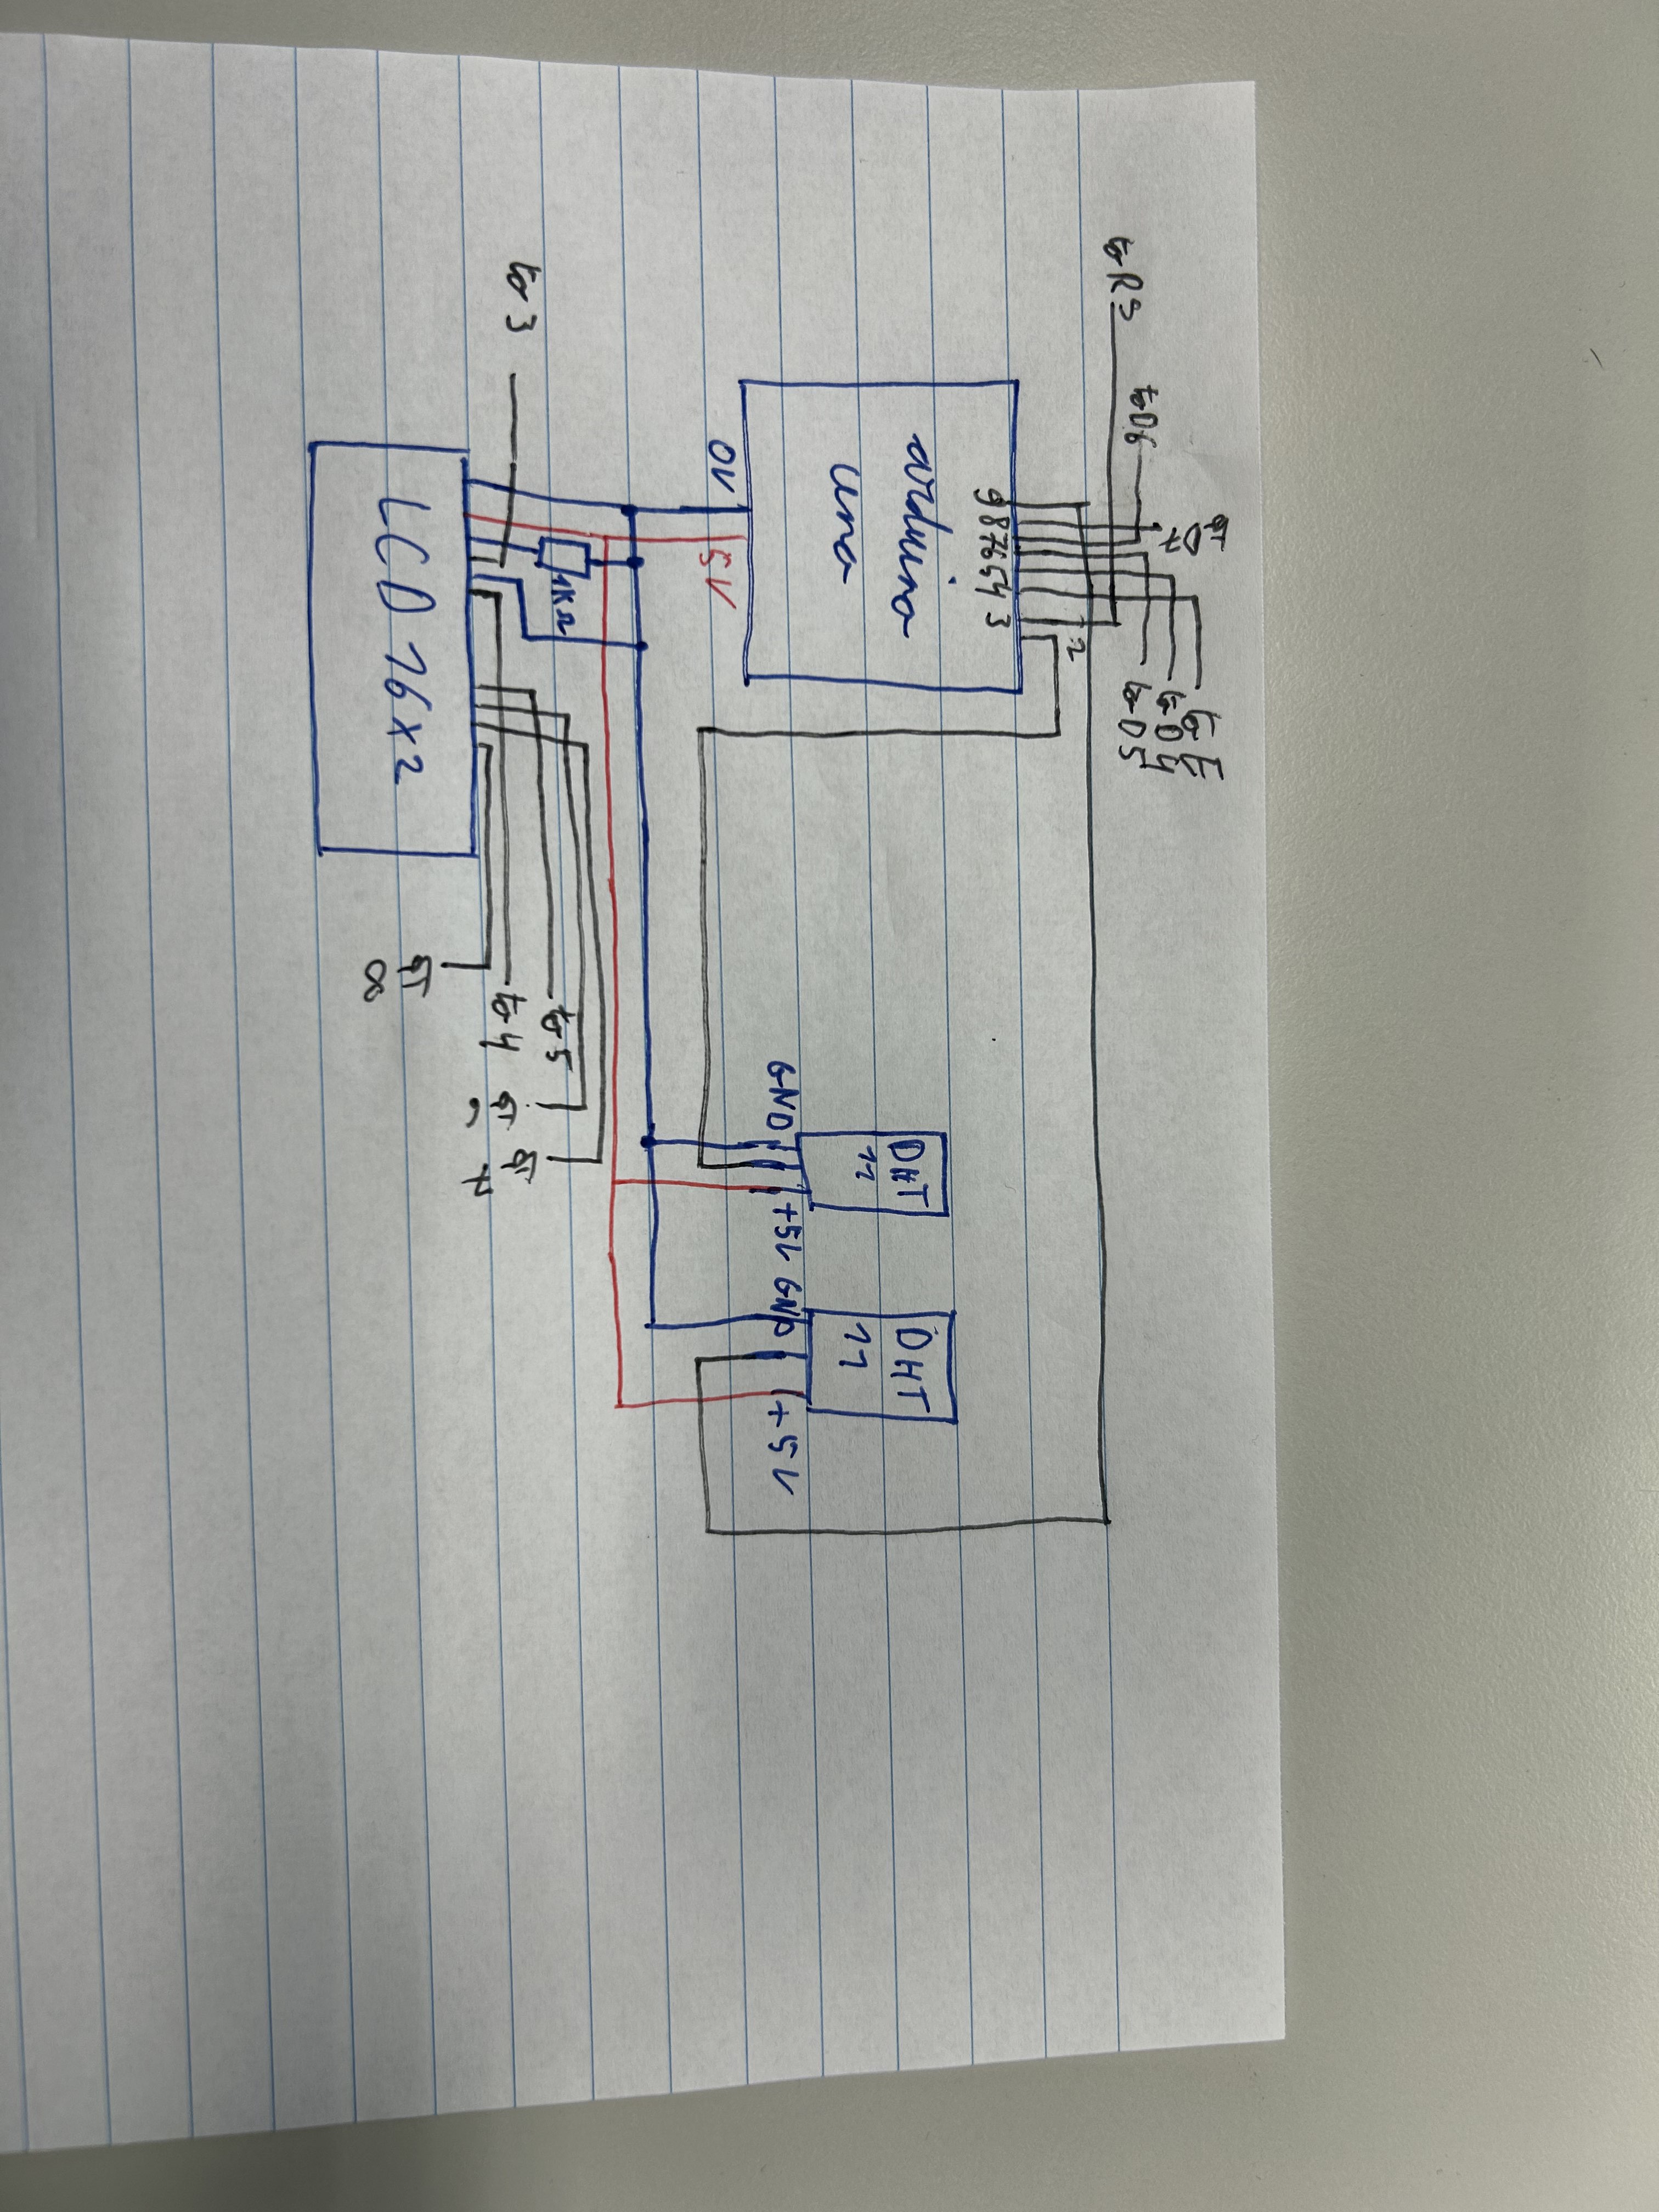 to RS
to D6
to
D7
to E
to D4
to D5
2
9 8 7 6 5 4 3
arduino
uno
0V
5V
DHT
11
GND
+5V
DHT
11
GND
+5V
to 3
1KΩ
LCD 16x2
to 5
to 4
to
to
7
to
8